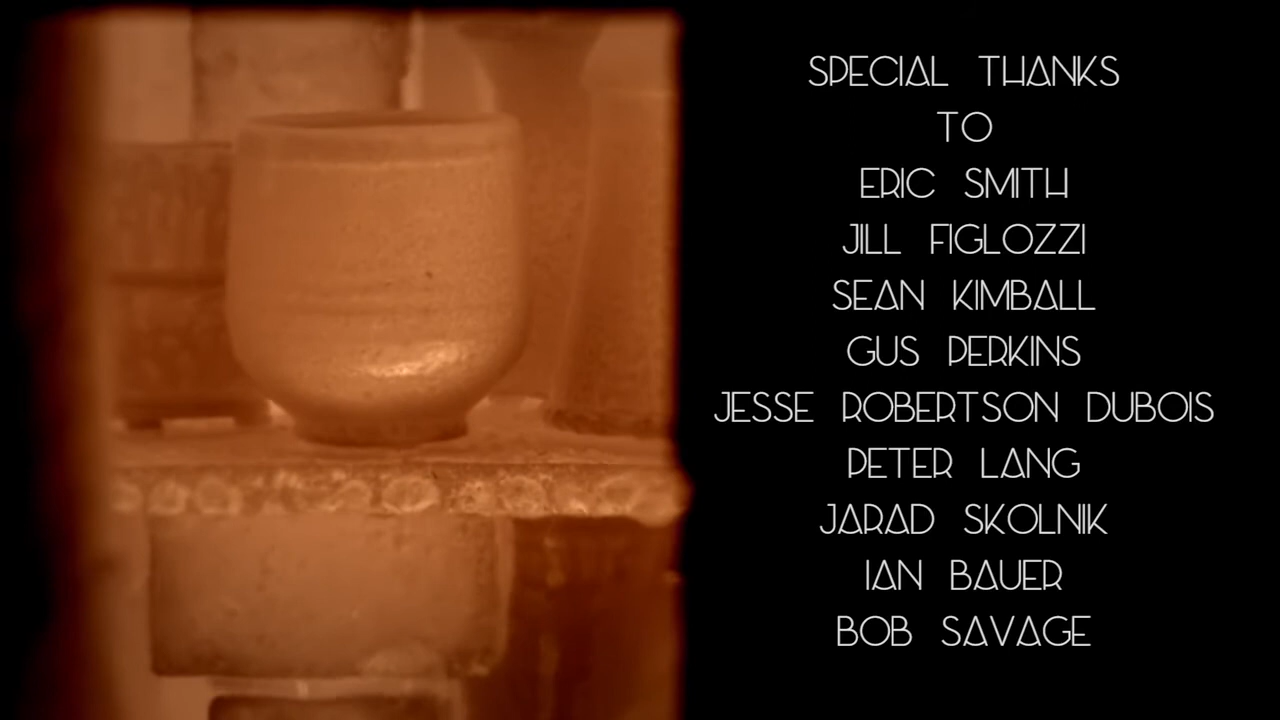 SPECIAL THANKS
TO
ERIC SMITH
JILL FIGLOZZI
SEAN KIMBALL
GUS PERKINS
JESSE ROBERTSON DUBOIS
PETER LANG
JARAD SKOLNIK
IAN BAUER
BOB SAVAGE